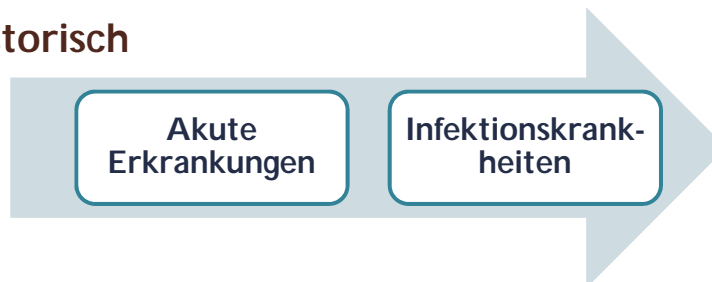 torisch
Akute
Erkrankungen
Infektionskrank-
heiten